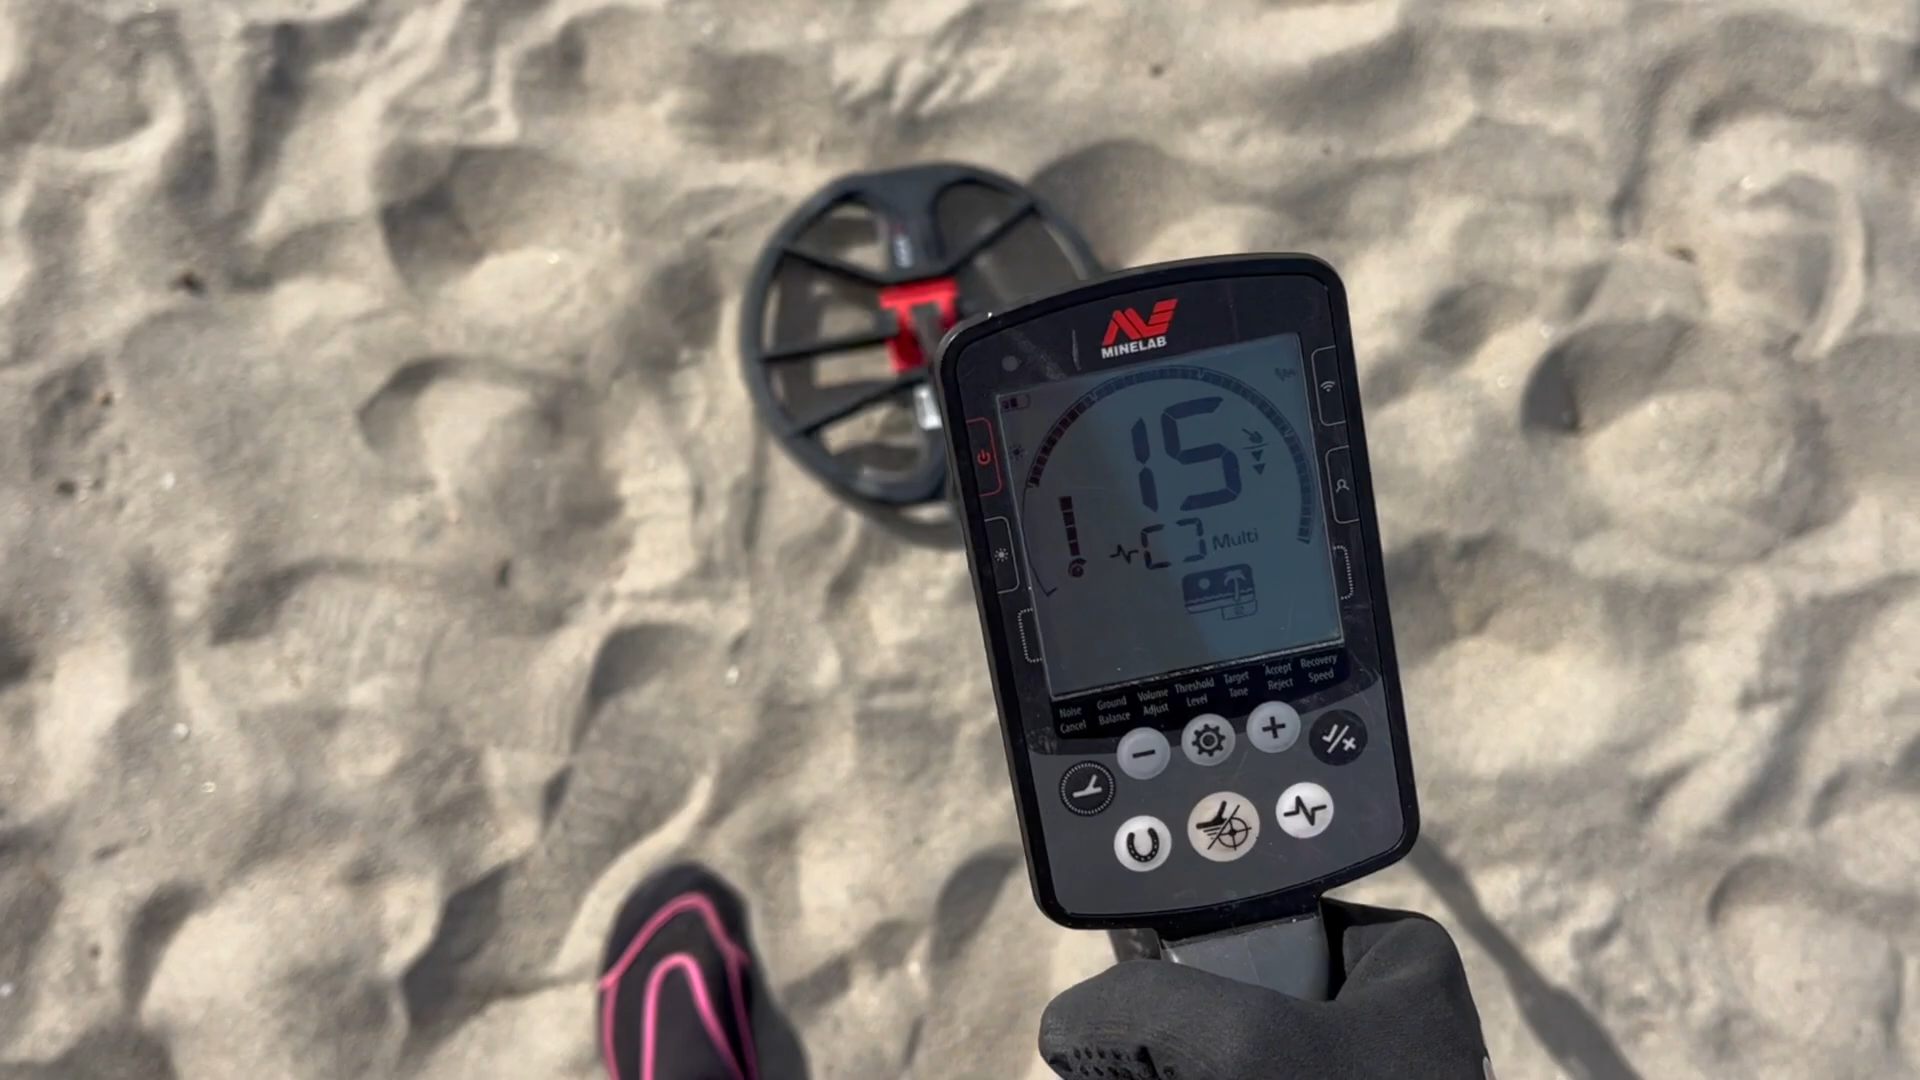 MINELAB
15
Multi
Noise Cancel
Ground Balance
Volume Adjust
Threshold Level
Target Tone
Accept Reject
Recovery Speed